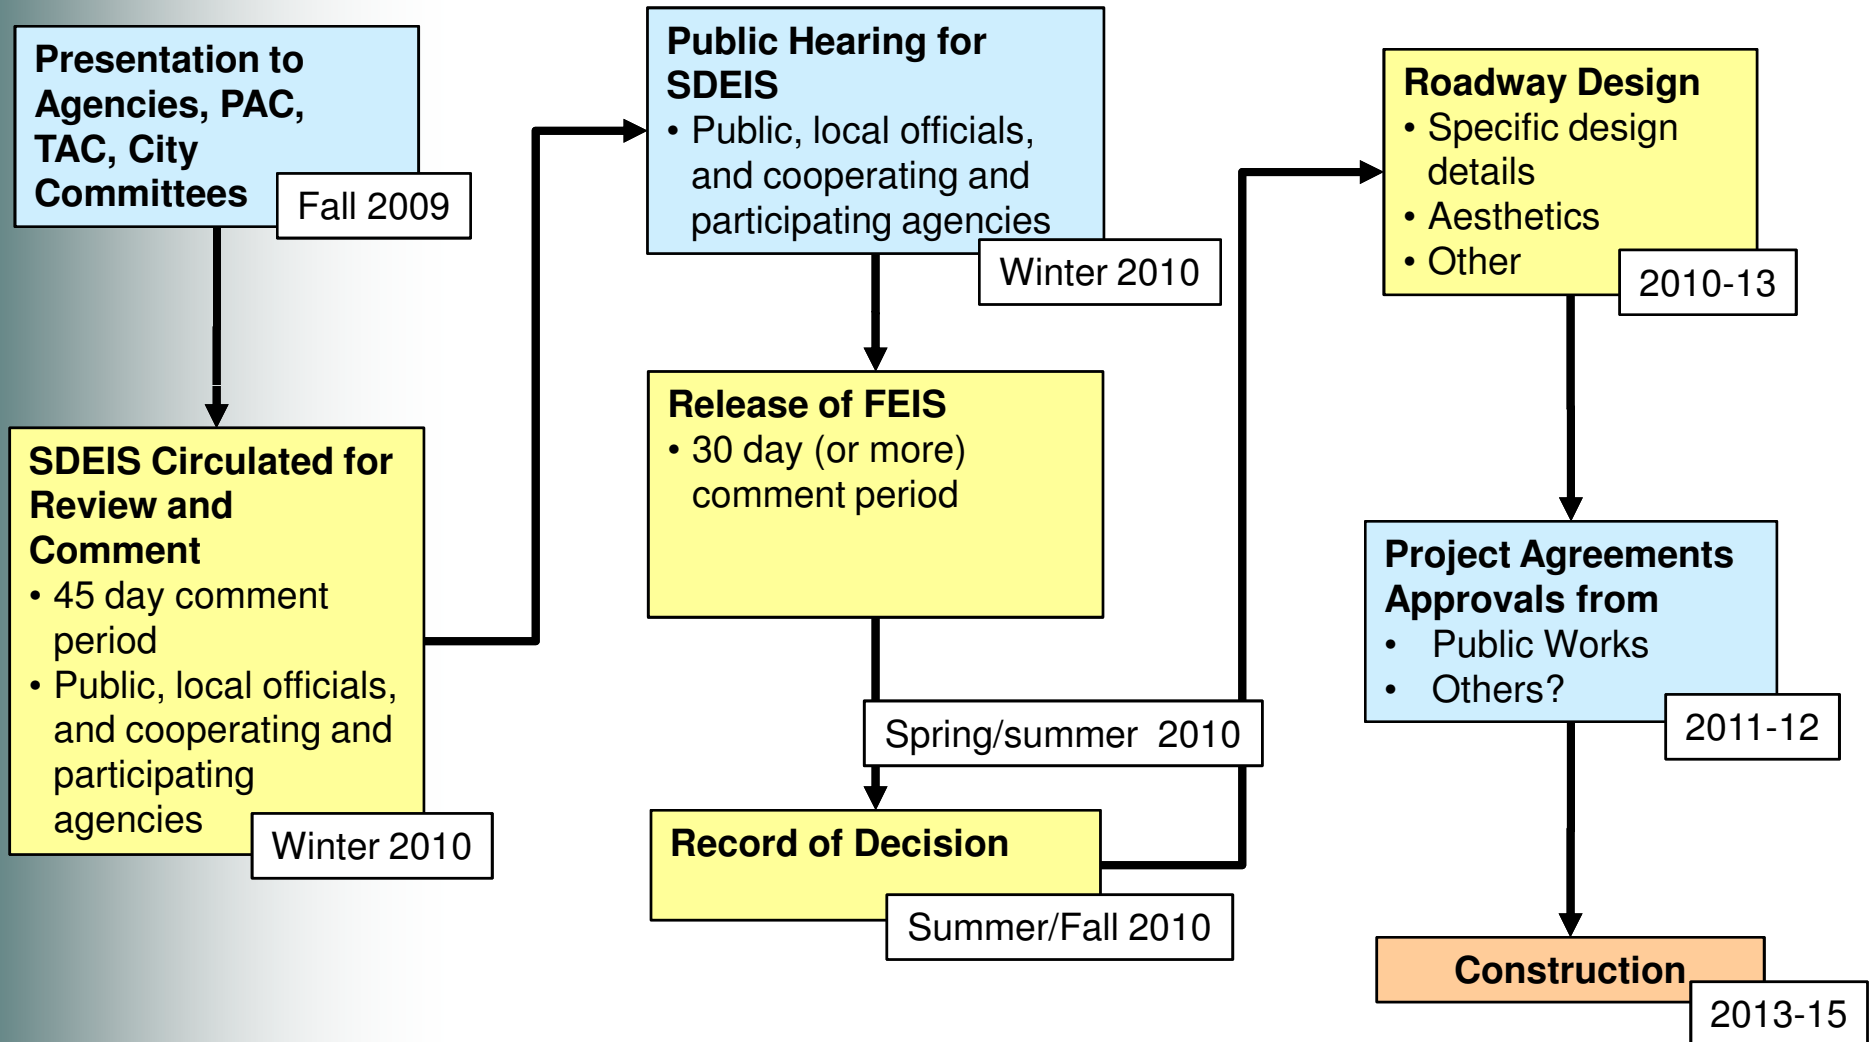 Presentation to
Agencies, PAC,
TAC, City
Committees
Fall 2009
SDEIS Circulated for
Review and
Comment
• 45 day comment
period
• Public, local officials,
and cooperating and
participating
agencies
Winter 2010
Public Hearing for
SDEIS
• Public, local officials,
and cooperating and
participating agencies
Winter 2010
Release of FEIS
• 30 day (or more)
comment period
Spring/summer 2010
Record of Decision
Summer/Fall 2010
Roadway Design
• Specific design
details
• Aesthetics
• Other
2010-13
Project Agreements
Approvals from
• Public Works
• Others?
2011-12
Construction
2013-15